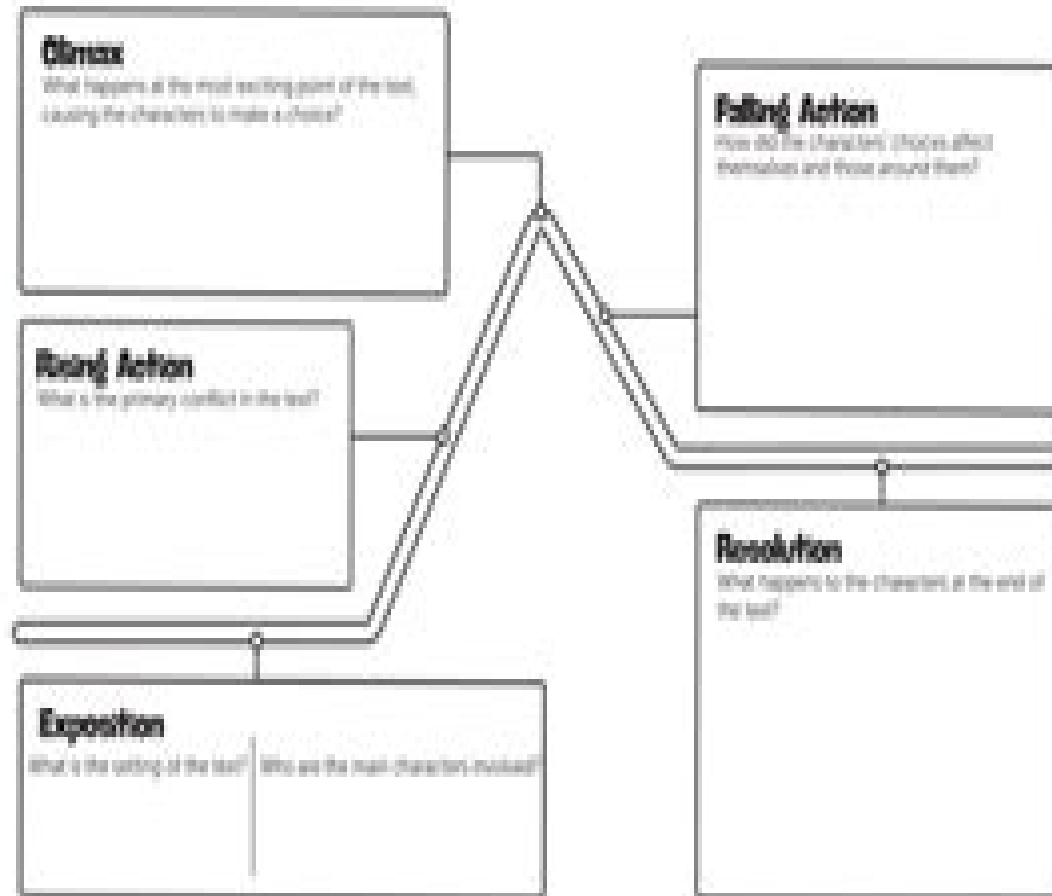 Climax
What happens at the most exciting point of the text,
causing the characters to make a choice?
Falling Action
How did the characters' choices affect
themselves and those around them?
Rising Action
What is the primary conflict in the text?
Resolution
What happens to the characters at the end of
the text?
Exposition
What is the setting of the text?
Who are the main characters involved?